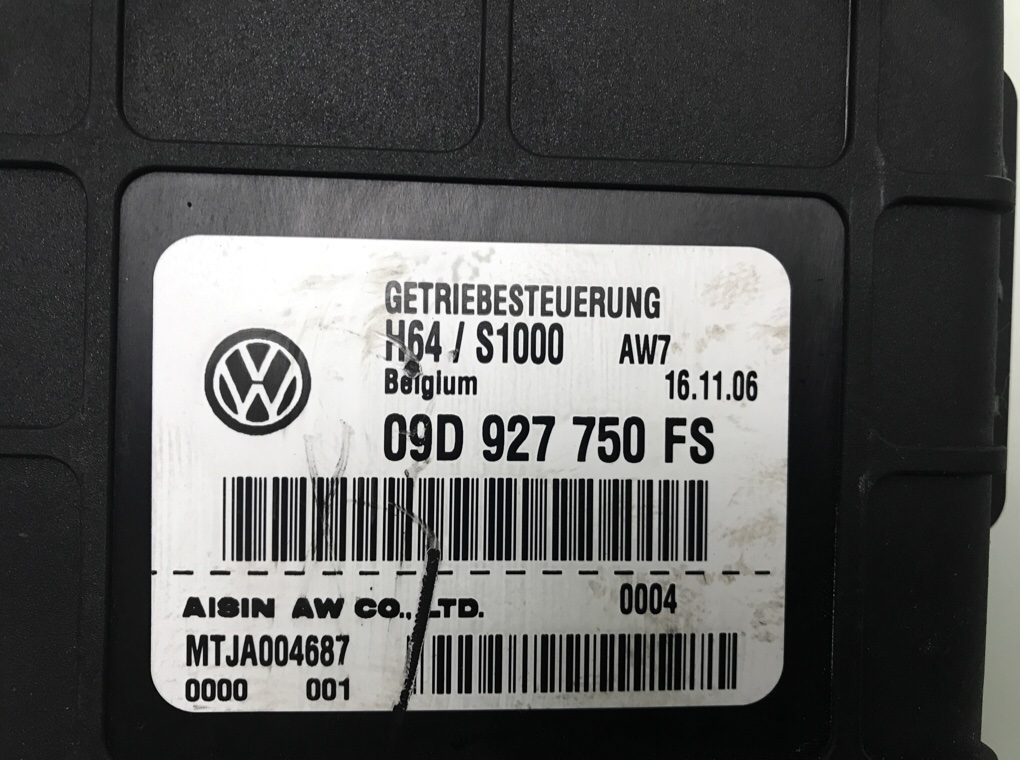 GETRIEBESTEUERUNG
H64 / S1000 AW7
Belgium 16.11.06
09D 927 750 FS
AISIN AW CO., LTD. 0004
MTJA004687
0000 001